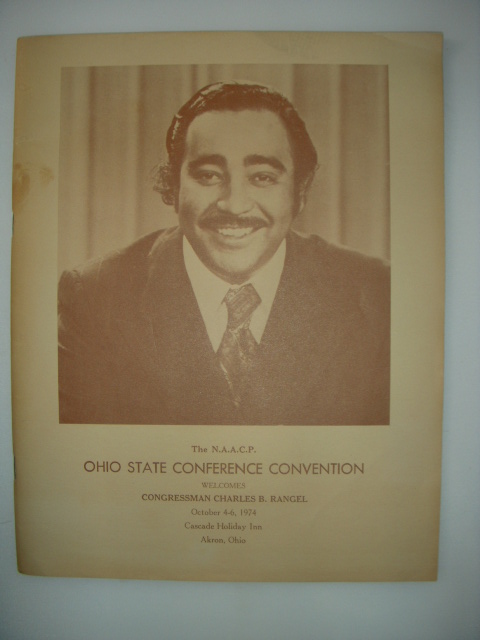 The N.A.A.C.P.
OHIO STATE CONFERENCE CONVENTION
WELCOMES
CONGRESSMAN CHARLES B. RANGEL
October 4-6, 1974
Cascade Holiday Inn
Akron, Ohio